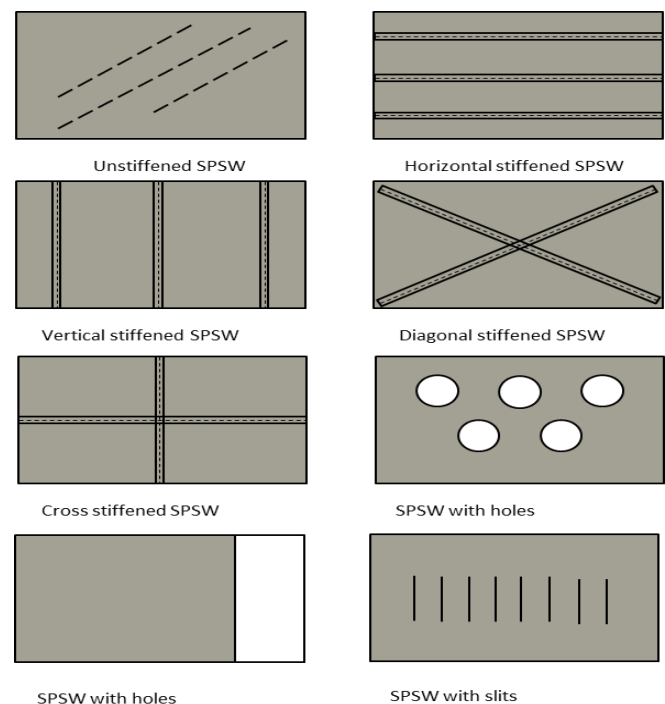 Unstiffened SPSW
Horizontal stiffened SPSW
Vertical stiffened SPSW
Diagonal stiffened SPSW
Cross stiffened SPSW
SPSW with holes
SPSW with holes
SPSW with slits